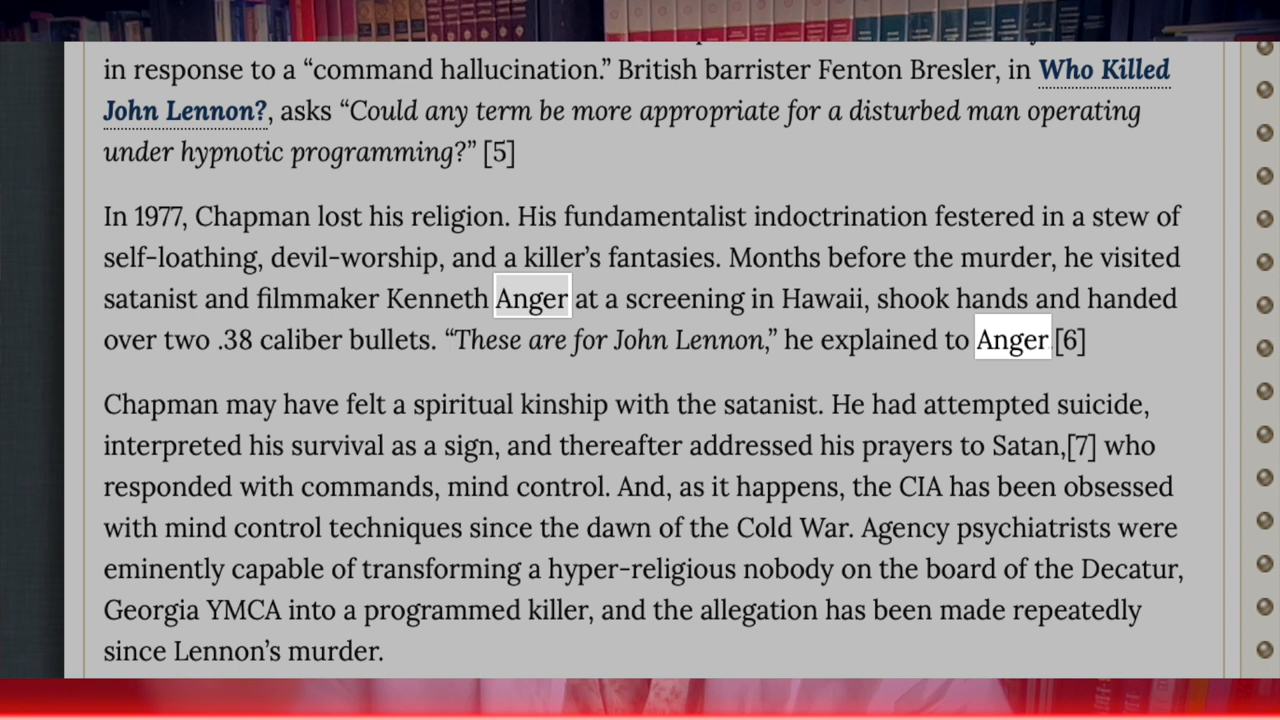 in response to a “command hallucination.” British barrister Fenton Bresler, in Who Killed
John Lennon?, asks “Could any term be more appropriate for a disturbed man operating
under hypnotic programming?” [5]
In 1977, Chapman lost his religion. His fundamentalist indoctrination festered in a stew of
self-loathing, devil-worship, and a killer’s fantasies. Months before the murder, he visited
satanist and filmmaker Kenneth Anger at a screening in Hawaii, shook hands and handed
over two .38 caliber bullets. “These are for John Lennon,” he explained to Anger.[6]
Chapman may have felt a spiritual kinship with the satanist. He had attempted suicide,
interpreted his survival as a sign, and thereafter addressed his prayers to Satan,[7] who
responded with commands, mind control. And, as it happens, the CIA has been obsessed
with mind control techniques since the dawn of the Cold War. Agency psychiatrists were
eminently capable of transforming a hyper-religious nobody on the board of the Decatur,
Georgia YMCA into a programmed killer, and the allegation has been made repeatedly
since Lennon’s murder.